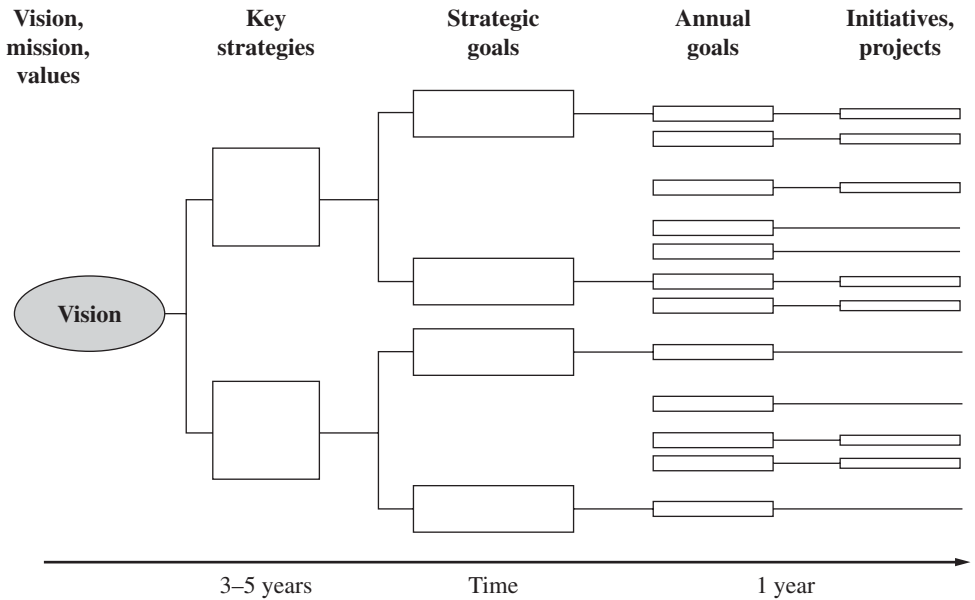 Vision,
mission,
values
Key
strategies
Strategic
goals
Annual
goals
Initiatives,
projects
Vision
3–5 years
Time
1 year